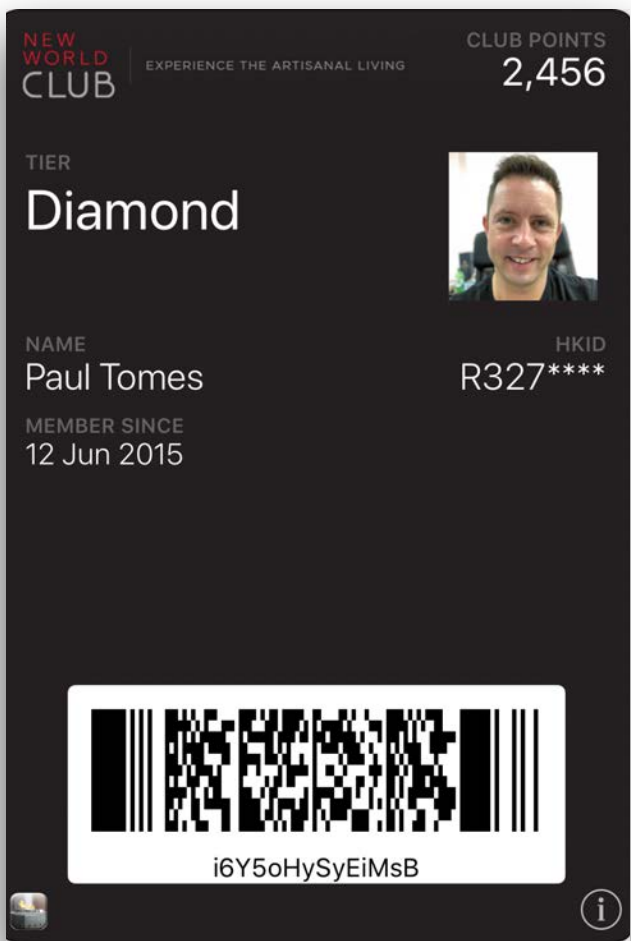 NEW
WORLD
CLUB
EXPERIENCE THE ARTISANAL LIVING
CLUB POINTS
2,456
TIER
Diamond
NAME
Paul Tomes
HKID
R327****
MEMBER SINCE
12 Jun 2015
i6Y5oHySyEiMsB
i